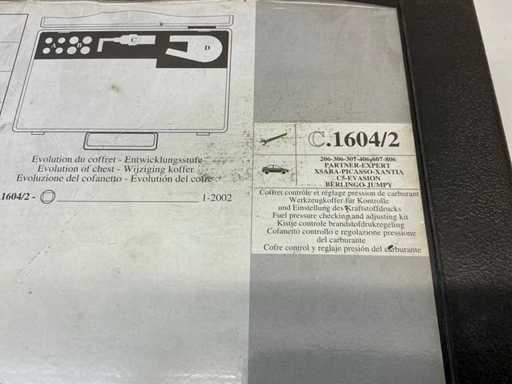 A B C D
Evolution du coffret - Entwicklungsstufe
Evolution of chest - Wijziging koffer
Evoluzione del cofanetto - Evolución del cofre
.1604/2 -
1-2002
C.1604/2
206-306-307-406-607-806
PARTNER-EXPERT
XSARA-PICASSO-XANTIA
C5-EVASION
BERLINGO-JUMPY
Coffret contrôle et réglage pression de carburant
Werkzeugkoffer für Kontrolle
und Einstellung des Kraftstoffdrucks
Fuel pressure checking and adjusting kit
Kistje controle brandstofdrukregeling
Cofanetto controllo e regolazione pressione
del carburante
Cofre control y reglaje presión del carburante